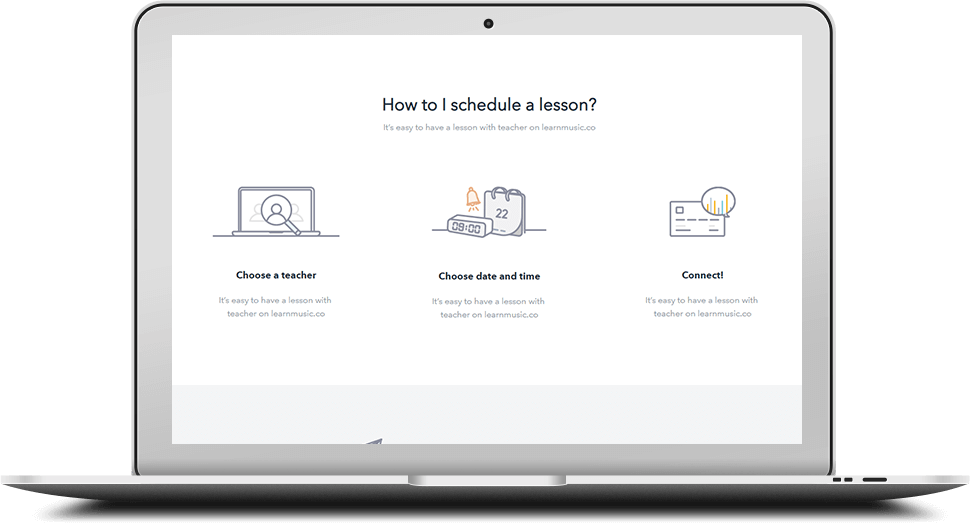 How to I schedule a lesson?
It's easy to have a lesson with teacher on learnmusic.co
22
09:00
Choose a teacher
It's easy to have a lesson with
teacher on learnmusic.co
Choose date and time
It's easy to have a lesson with
teacher on learnmusic.co
Connect!
It's easy to have a lesson with
teacher on learnmusic.co